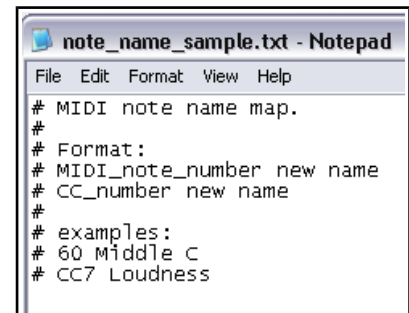 note_name_sample.txt - Notepad
File Edit Format View Help
# MIDI note name map.
#
# Format:
# MIDI_note_number new name
# CC_number new name
#
# examples:
# 60 Middle C
# CC7 Loudness